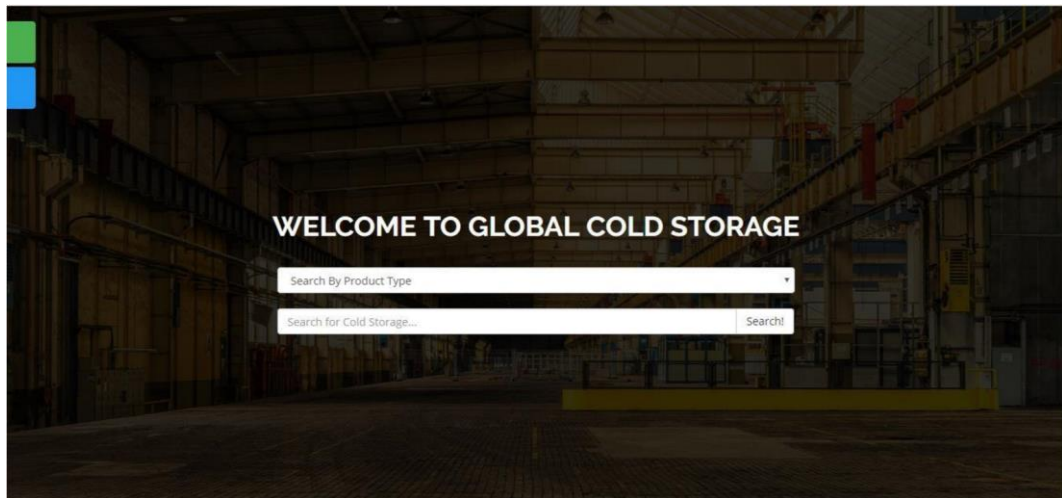 WELCOME TO GLOBAL COLD STORAGE
Search By Product Type
Search for Cold Storage...
Search!